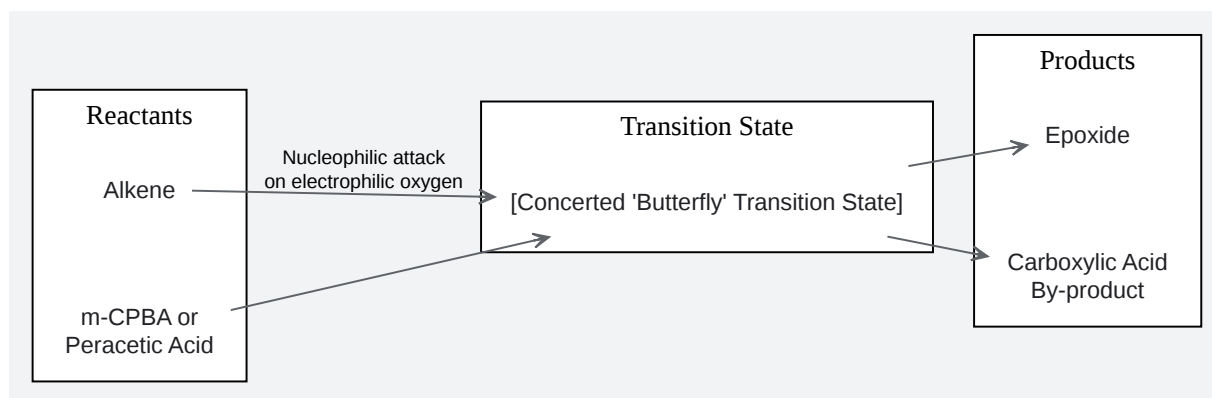 Reactants
Alkene
m-CPBA or
Peracetic Acid
Nucleophilic attack
on electrophilic oxygen
Transition State
[Concerted 'Butterfly' Transition State]
Products
Epoxide
Carboxylic Acid
By-product